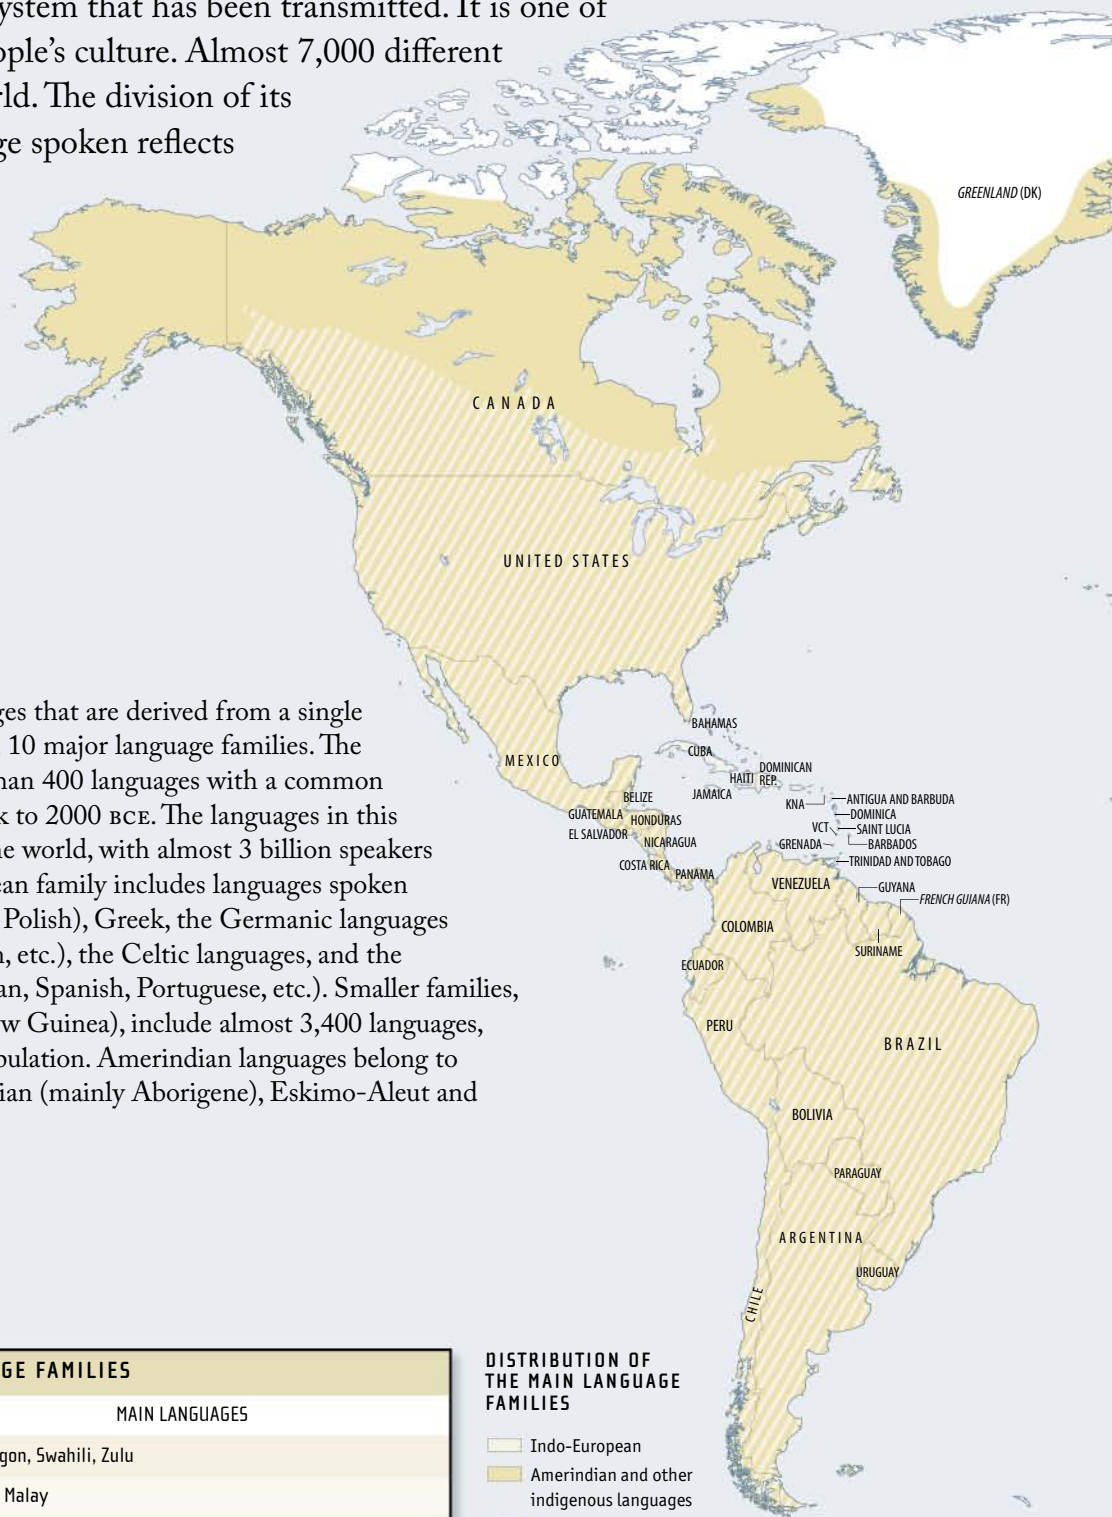 ystem that has been transmitted. It is one of
ople's culture. Almost 7,000 different
rld. The division of its
ge spoken reflects
GREENLAND (DK)
CANADA
UNITED STATES
ges that are derived from a single
10 major language families. The
han 400 languages with a common
k to 2000 BCE. The languages in this
he world, with almost 3 billion speakers
ean family includes languages spoken
Polish), Greek, the Germanic languages
n, etc.), the Celtic languages, and the
an, Spanish, Portuguese, etc.). Smaller families,
w Guinea), include almost 3,400 languages,
pulation. Amerindian languages belong to
ian (mainly Aborigene), Eskimo-Aleut and
BAHAMAS
CUBA
MEXICO
DOMINICAN
HAITI REP.
BELIZE
JAMAICA
KNA
ANTIGUA AND BARBUDA
GUATEMALA
HONDURAS
DOMINICA
EL SALVADOR
VCT
SAINT LUCIA
NICARAGUA
GRENADA
BARBADOS
COSTA RICA
PANAMA
TRINIDAD AND TOBAGO
VENEZUELA
GUYANA
FRENCH GUIANA (FR)
COLOMBIA
SURINAME
ECUADOR
PERU
BRAZIL
BOLIVIA
PARAGUAY
ARGENTINA
URUGUAY
CHILE
GE FAMILIES
MAIN LANGUAGES
gon, Swahili, Zulu
Malay
DISTRIBUTION OF
THE MAIN LANGUAGE
FAMILIES
Indo-European
Amerindian and other
indigenous languages